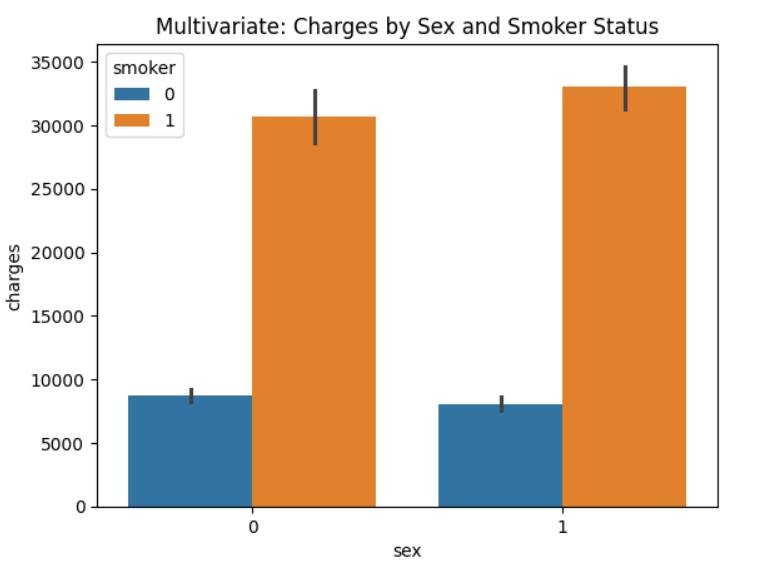 Multivariate: Charges by Sex and Smoker Status
smoker
0
1
35000
30000
25000
20000
15000
10000
5000
0
charges
0 1
sex